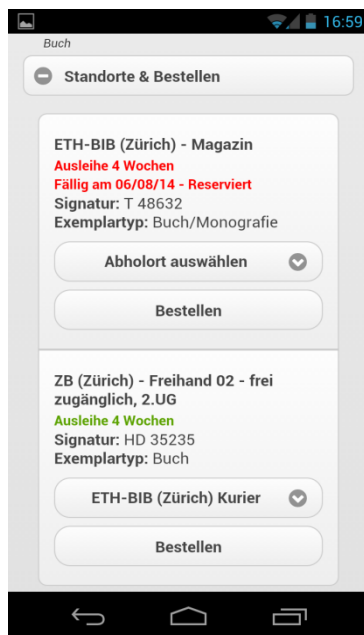 16:59
Buch
Standorte & Bestellen
ETH-BIB (Zürich) - Magazin
Ausleihe 4 Wochen
Fällig am 06/08/14 - Reserviert
Signatur: T 48632
Exemplartyp: Buch/Monografie
Abholort auswählen
Bestellen
ZB (Zürich) - Freihand 02 - frei
zugänglich, 2.UG
Ausleihe 4 Wochen
Signatur: HD 35235
Exemplartyp: Buch
ETH-BIB (Zürich) Kurier
Bestellen